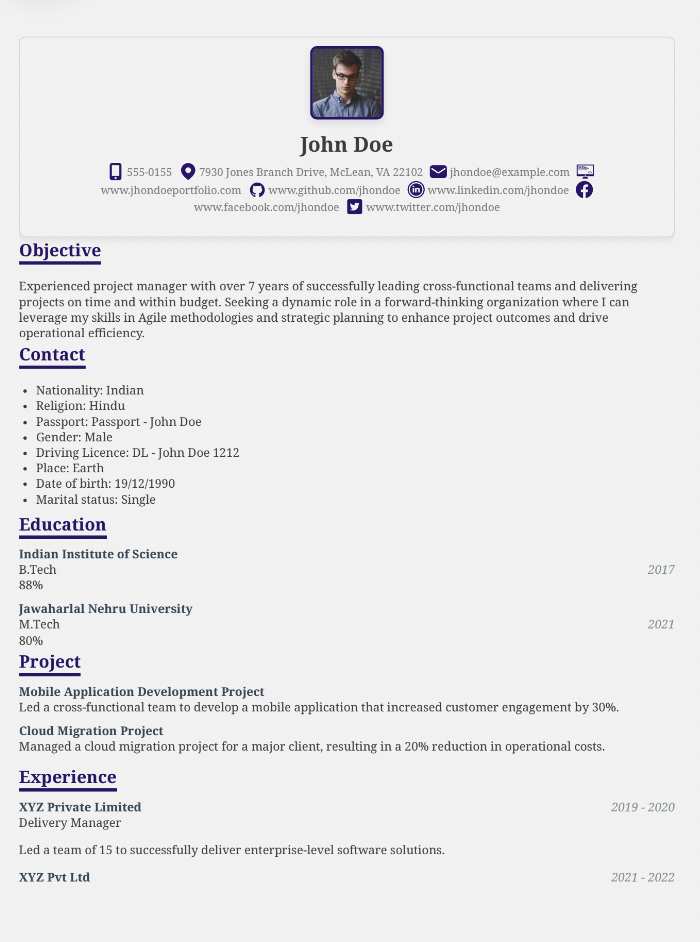 John Doe
555-0155 7930 Jones Branch Drive, McLean, VA 22102 jhondoe@example.com
www.jhondoeportfolio.com www.github.com/jhondoe www.linkedin.com/jhondoe
www.facebook.com/jhondoe www.twitter.com/jhondoe
Objective
Experienced project manager with over 7 years of successfully leading cross-functional teams and delivering
projects on time and within budget. Seeking a dynamic role in a forward-thinking organization where I can
leverage my skills in Agile methodologies and strategic planning to enhance project outcomes and drive
operational efficiency.
Contact
• Nationality: Indian
• Religion: Hindu
• Passport: Passport - John Doe
• Gender: Male
• Driving Licence: DL - John Doe 1212
• Place: Earth
• Date of birth: 19/12/1990
• Marital status: Single
Education
Indian Institute of Science
B.Tech 2017
88%
Jawaharlal Nehru University
M.Tech 2021
80%
Project
Mobile Application Development Project
Led a cross-functional team to develop a mobile application that increased customer engagement by 30%.
Cloud Migration Project
Managed a cloud migration project for a major client, resulting in a 20% reduction in operational costs.
Experience
XYZ Private Limited 2019 - 2020
Delivery Manager
Led a team of 15 to successfully deliver enterprise-level software solutions.
XYZ Pvt Ltd 2021 - 2022